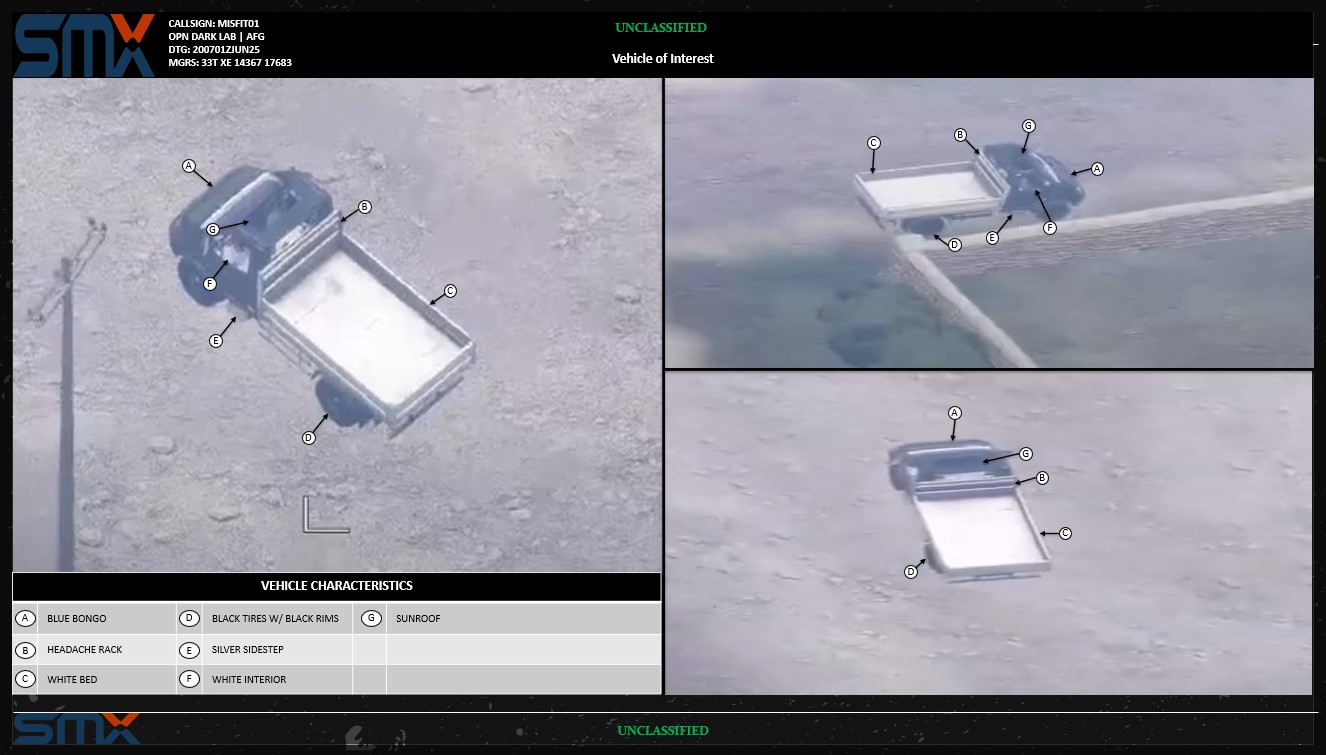 SMX
CALLSIGN: MISFIT01
OPN DARK LAB | AFG
DTG: 200701ZJUN25
MGRS: 33T XE 14367 17683
UNCLASSIFIED
Vehicle of Interest
A
B
G
F
C
E
D
C
B
G
A
D
E
F
A
G
B
C
D
VEHICLE CHARACTERISTICS
A BLUE BONGO D BLACK TIRES W/ BLACK RIMS G SUNROOF
B HEADACHE RACK E SILVER SIDESTEP
C WHITE BED F WHITE INTERIOR
SMX
UNCLASSIFIED